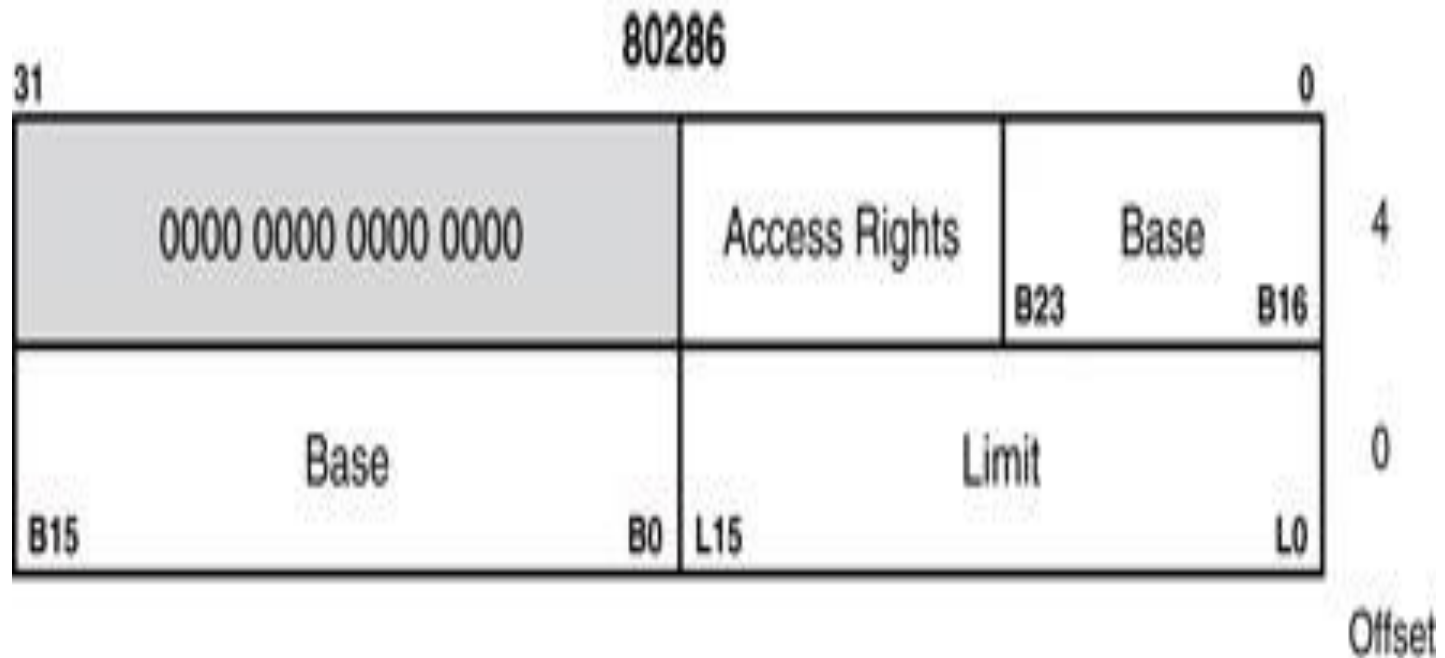 80286
31 0
0000 0000 0000 0000 Access Rights Base 4
B23 B16
Base Limit 0
B15 B0 L15 L0
Offset